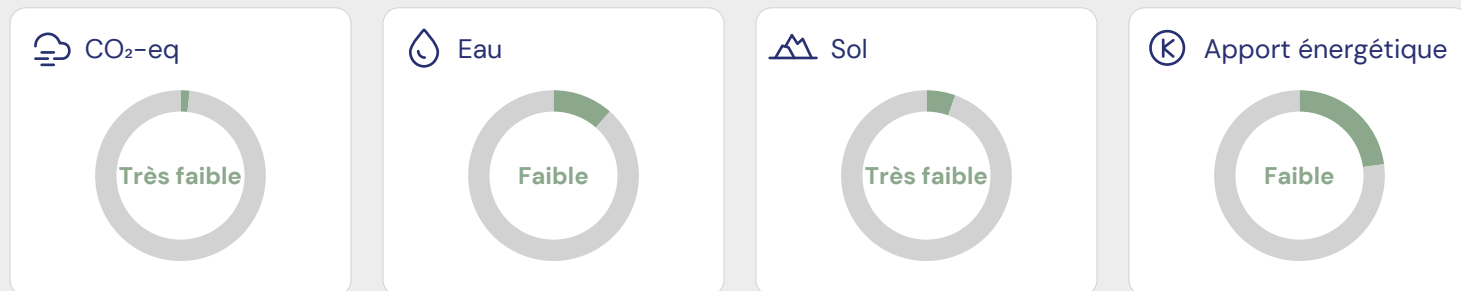 CO₂-eq
Très faible
Eau
Faible
Sol
Très faible
Apport énergétique
Faible